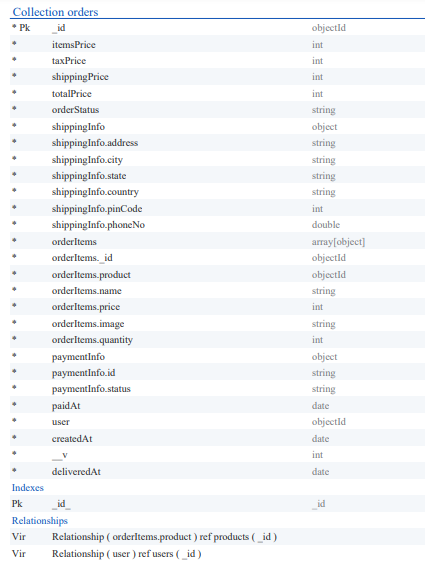 Collection orders
* Pk _id objectId
* itemsPrice int
* taxPrice int
* shippingPrice int
* totalPrice int
* orderStatus string
* shippingInfo object
* shippingInfo.address string
* shippingInfo.city string
* shippingInfo.state string
* shippingInfo.country string
* shippingInfo.pinCode int
* shippingInfo.phoneNo double
* orderItems array[object]
* orderItems._id objectId
* orderItems.product objectId
* orderItems.name string
* orderItems.price int
* orderItems.image string
* orderItems.quantity int
* paymentInfo object
* paymentInfo.id string
* paymentInfo.status string
* paidAt date
* user objectId
* createdAt date
* __v int
* deliveredAt date
Indexes
Pk _id_ _id
Relationships
Vir Relationship ( orderItems.product ) ref products ( _id )
Vir Relationship ( user ) ref users ( _id )